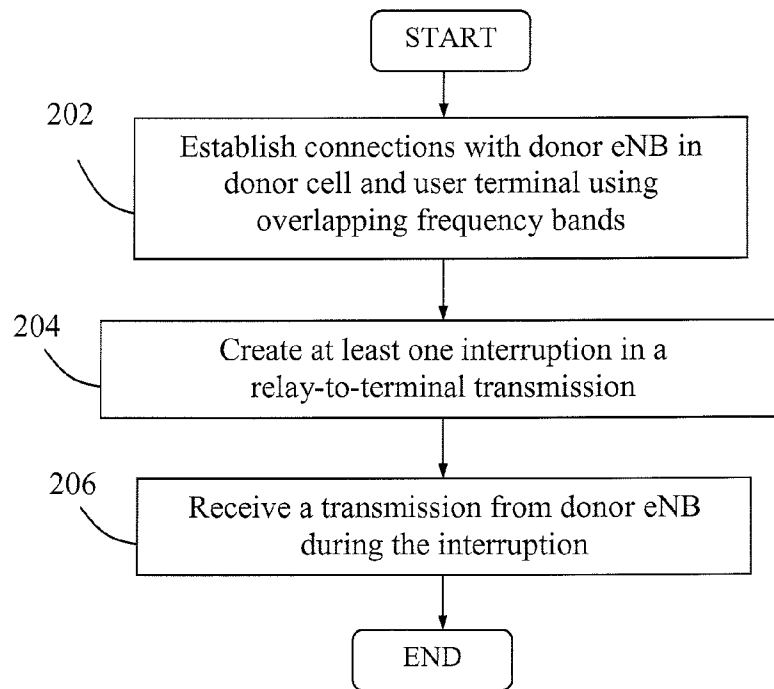 START
202
Establish connections with donor eNB in
donor cell and user terminal using
overlapping frequency bands
204
Create at least one interruption in a
relay-to-terminal transmission
206
Receive a transmission from donor eNB
during the interruption
END